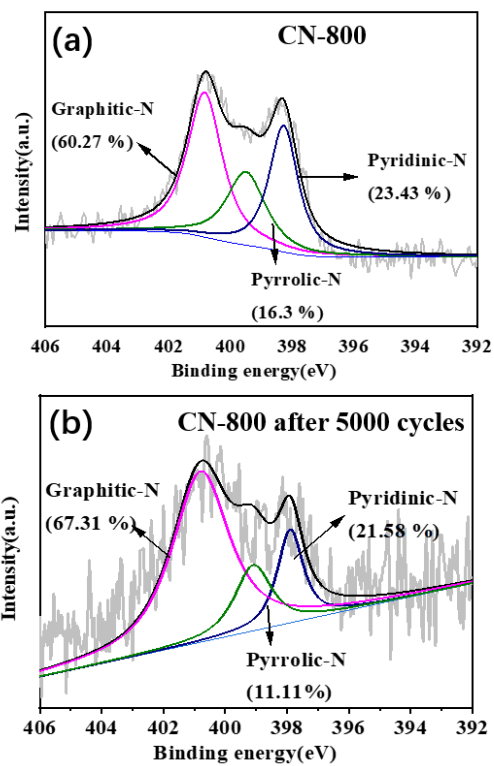 (a)
CN-800
Graphitic-N
(60.27 %)
Pyridinic-N
(23.43 %)
Pyrrolic-N
(16.3 %)
Intensity(a.u.)
406 404 402 400 398 396 394 392
Binding energy(eV)
(b)
CN-800 after 5000 cycles
Graphitic-N
(67.31 %)
Pyridinic-N
(21.58 %)
Pyrrolic-N
(11.11%)
Intensity(a.u.)
406 404 402 400 398 396 394 392
Binding energy(eV)